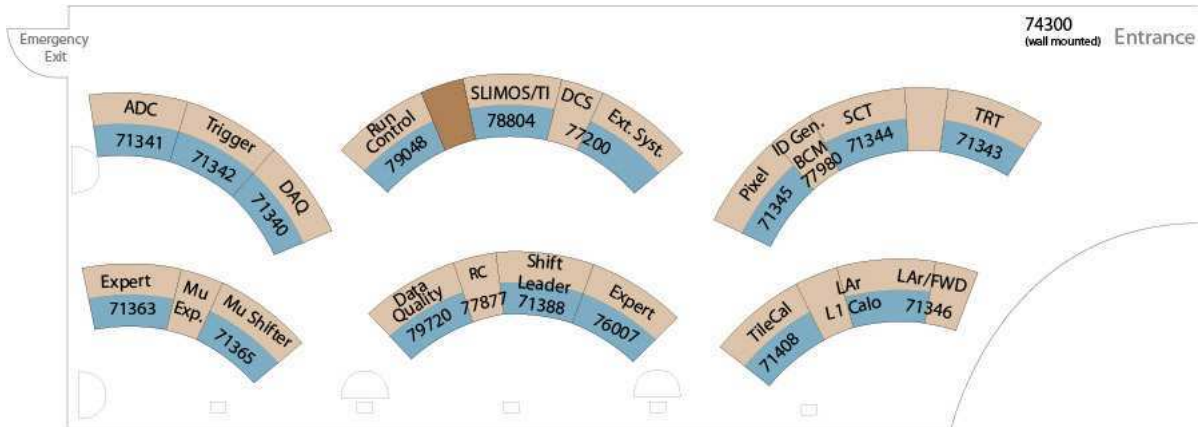 74300
(wall mounted)
Entrance
Emergency
Exit
ADC
71341
Trigger
71342
DAQ
71340
Run
Control
79048
SLIMOS/TI
78804
DCS
77200
Ext. Syst.
Pixel
71345
ID Gen.
BCM
77980
SCT
71344
TRT
71343
Expert
71363
Mu
Exp.
Mu Shifter
71365
Data
Quality
79720
RC
77877
Shift
Leader
71388
Expert
76007
TileCal
71408
LAr
L1 Calo
LAr/FWD
71346